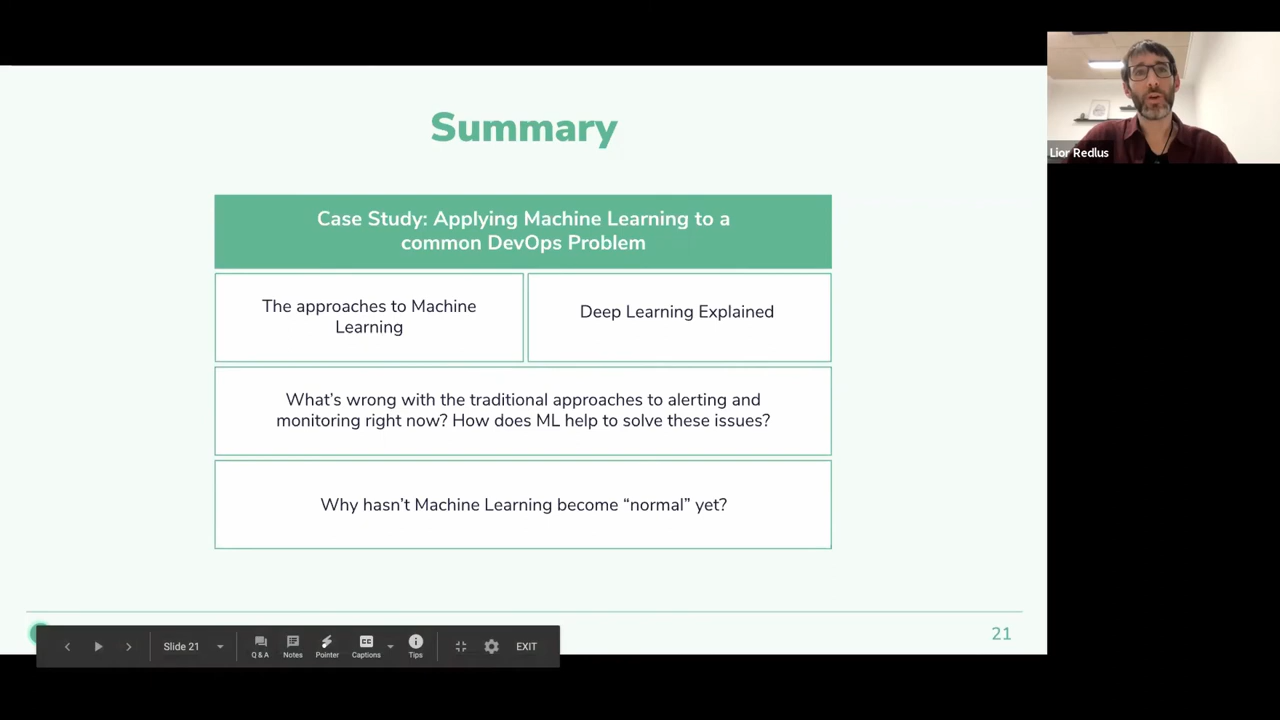 Summary
Case Study: Applying Machine Learning to a
common DevOps Problem
The approaches to Machine
Learning
Deep Learning Explained
What’s wrong with the traditional approaches to alerting and
monitoring right now? How does ML help to solve these issues?
Why hasn’t Machine Learning become “normal” yet?
21
Slide 21
Q & A
Notes
Pointer
Captions
Tips
EXIT
Lior Redlus